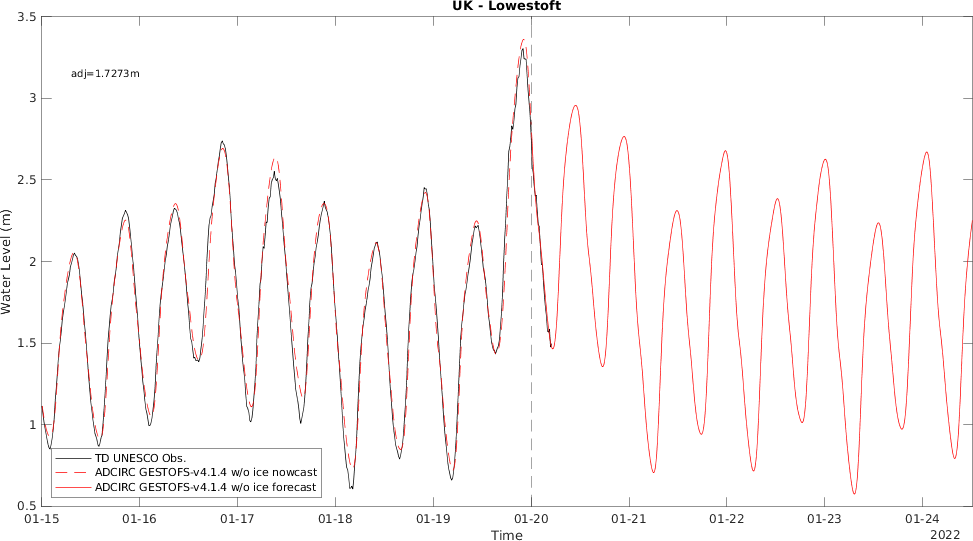 UK - Lowestoft
adj=1.7273m
3.5
3
2.5
2
1.5
1
0.5
Water Level (m)
TD UNESCO Obs.
ADCIRC GESTOFS-v4.1.4 w/o ice nowcast
ADCIRC GESTOFS-v4.1.4 w/o ice forecast
01-15 01-16 01-17 01-18 01-19 01-20 01-21 01-22 01-23 01-24
Time
2022